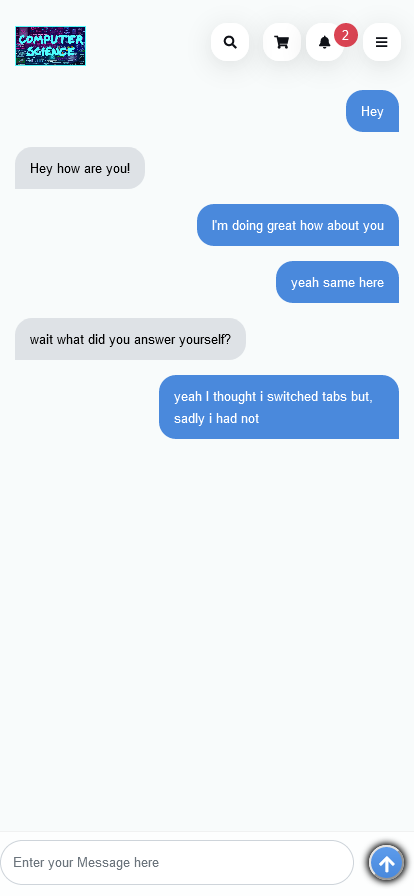 COMPUTER
SCIENCE
2
Hey
Hey how are you!
I'm doing great how about you
yeah same here
wait what did you answer yourself?
yeah I thought i switched tabs but,
sadly i had not
Enter your Message here